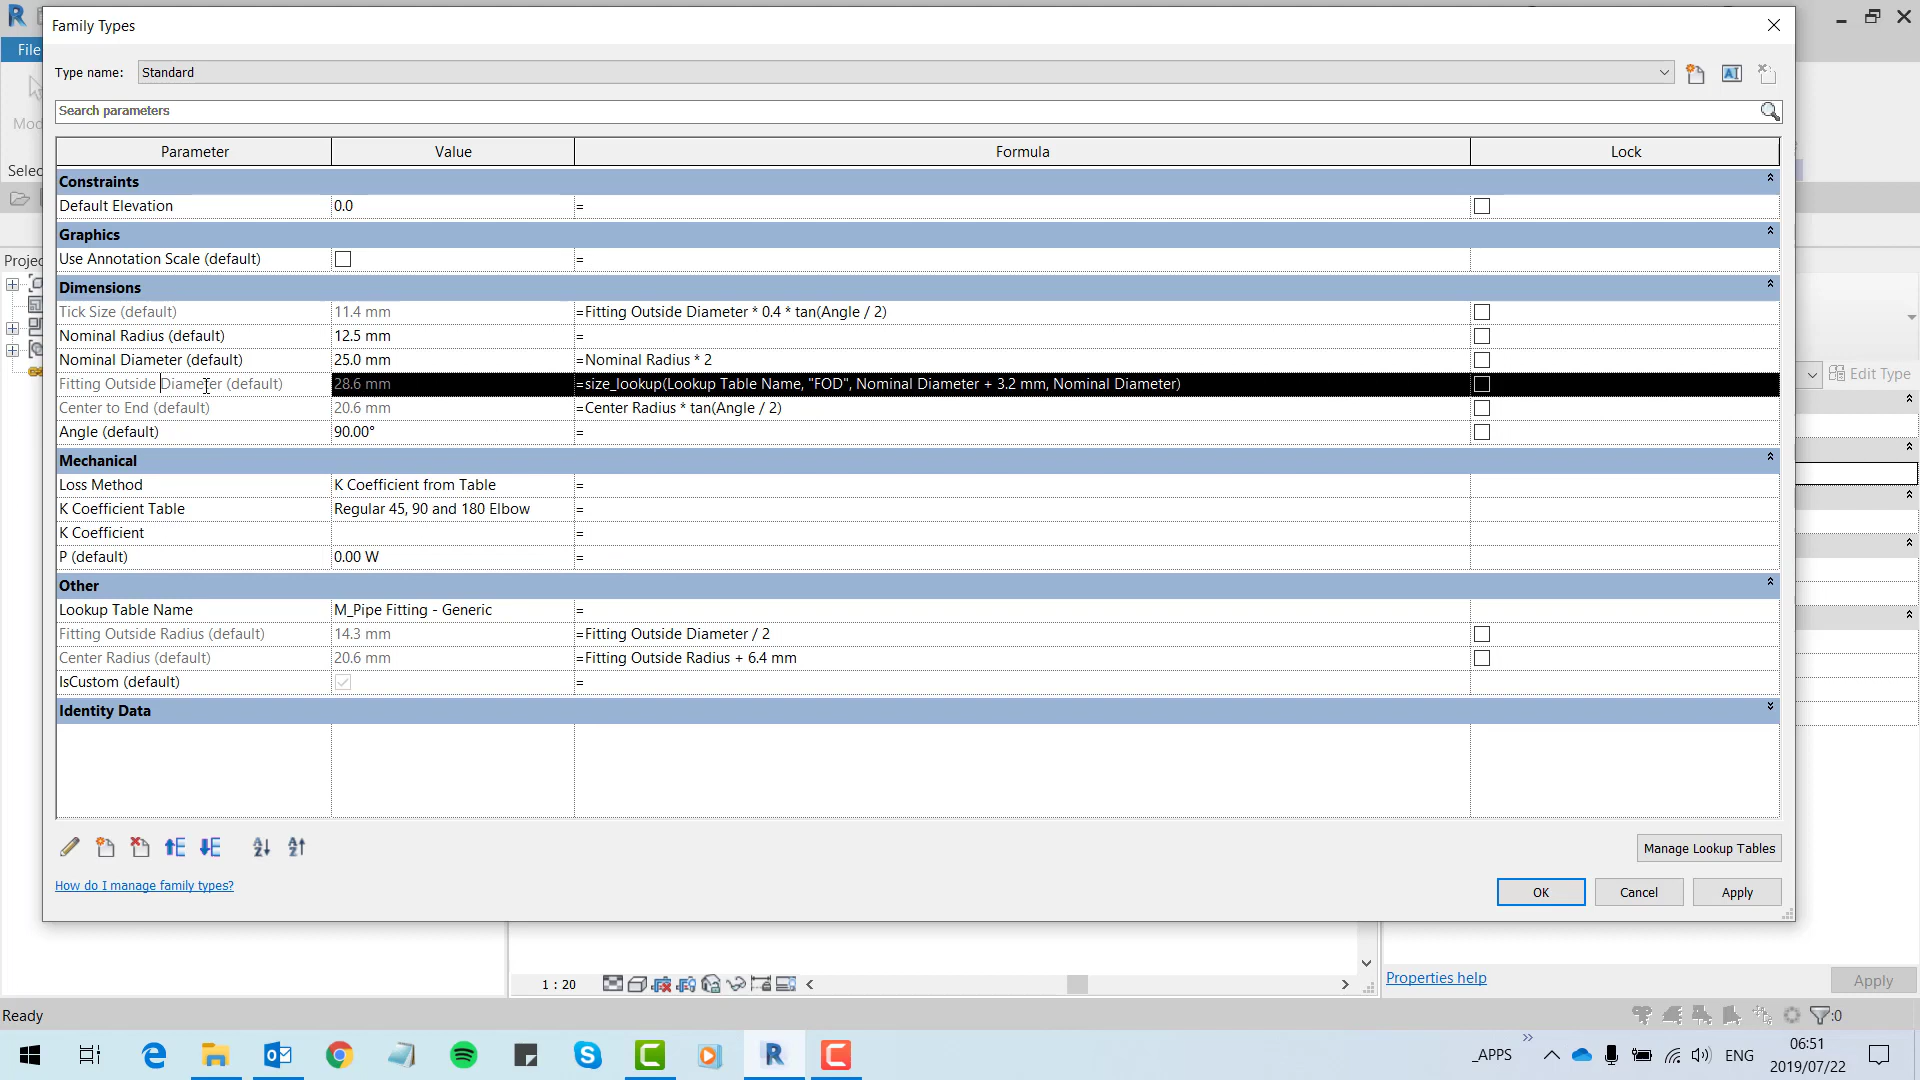 Family Types
File
Type name: Standard
Search parameters
Parameter Value Formula Lock
Constraints
Default Elevation 0.0 =
Graphics
Use Annotation Scale (default) =
Dimensions
Tick Size (default) 11.4 mm =Fitting Outside Diameter * 0.4 * tan(Angle / 2)
Nominal Radius (default) 12.5 mm =
Nominal Diameter (default) 25.0 mm =Nominal Radius * 2
Fitting Outside Diameter (default) 28.6 mm =size_lookup(Lookup Table Name, "FOD", Nominal Diameter + 3.2 mm, Nominal Diameter)
Center to End (default) 20.6 mm =Center Radius * tan(Angle / 2)
Angle (default) 90.00° =
Mechanical
Loss Method K Coefficient from Table =
K Coefficient Table Regular 45, 90 and 180 Elbow =
K Coefficient =
P (default) 0.00 W =
Other
Lookup Table Name M_Pipe Fitting - Generic =
Fitting Outside Radius (default) 14.3 mm =Fitting Outside Diameter / 2
Center Radius (default) 20.6 mm =Fitting Outside Radius + 6.4 mm
IsCustom (default) =
Identity Data
Manage Lookup Tables
How do I manage family types?
OK Cancel Apply
Mod
Selec
Projec
Edit Type
1 : 20
Properties help
Apply
Ready
:0
_APPS
ENG
06:51
2019/07/22